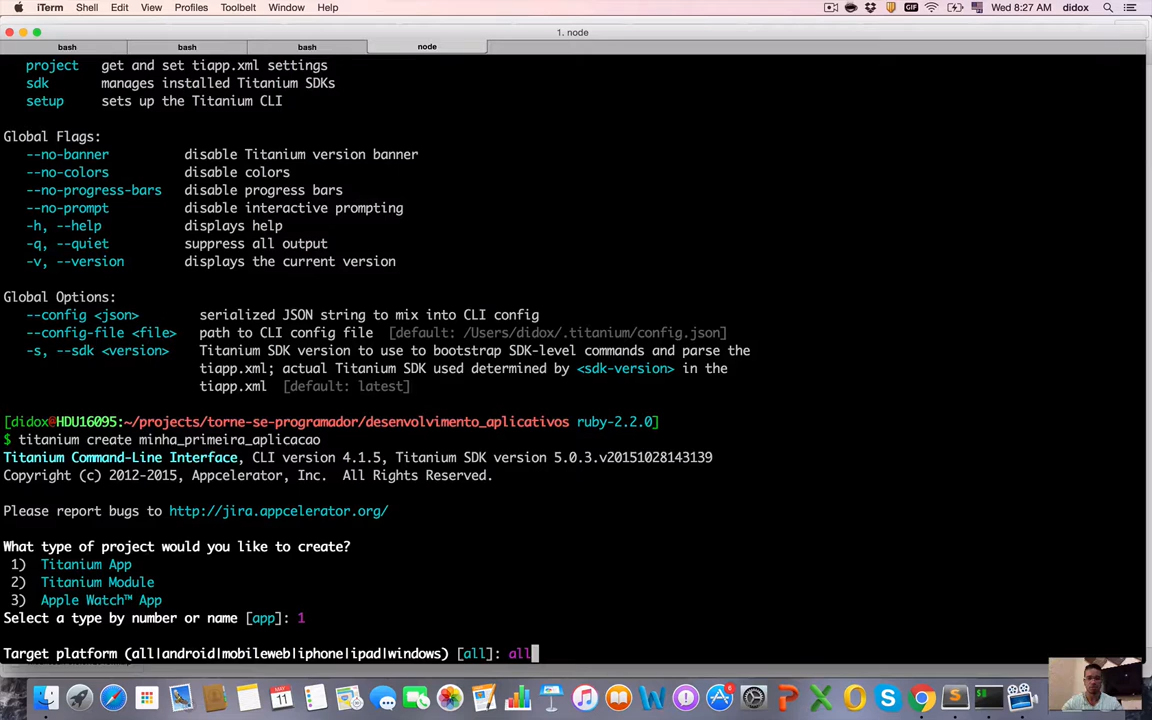 iTerm Shell Edit View Profiles Toolbelt Window Help GIF Wed 8:27 AM didox
1. node
bash bash bash node
project get and set tiapp.xml settings
sdk manages installed Titanium SDKs
setup sets up the Titanium CLI
Global Flags:
--no-banner disable Titanium version banner
--no-colors disable colors
--no-progress-bars disable progress bars
--no-prompt disable interactive prompting
-h, --help displays help
-q, --quiet suppress all output
-v, --version displays the current version
Global Options:
--config <json> serialized JSON string to mix into CLI config
--config-file <file> path to CLI config file [default: /Users/didox/.titanium/config.json]
-s, --sdk <version> Titanium SDK version to use to bootstrap SDK-level commands and parse the
tiapp.xml; actual Titanium SDK used determined by <sdk-version> in the
tiapp.xml [default: latest]
[didox@HDU16095:~/projects/torne-se-programador/desenvolvimento_aplicativos ruby-2.2.0]
$ titanium create minha_primeira_aplicacao
Titanium Command-Line Interface, CLI version 4.1.5, Titanium SDK version 5.0.3.v20151028143139
Copyright (c) 2012-2015, Appcelerator, Inc. All Rights Reserved.
Please report bugs to http://jira.appcelerator.org/
What type of project would you like to create?
1) Titanium App
2) Titanium Module
3) Apple Watch™ App
Select a type by number or name [app]: 1
Target platform (all|android|mobileweb|iphone|ipad|windows) [all]: all